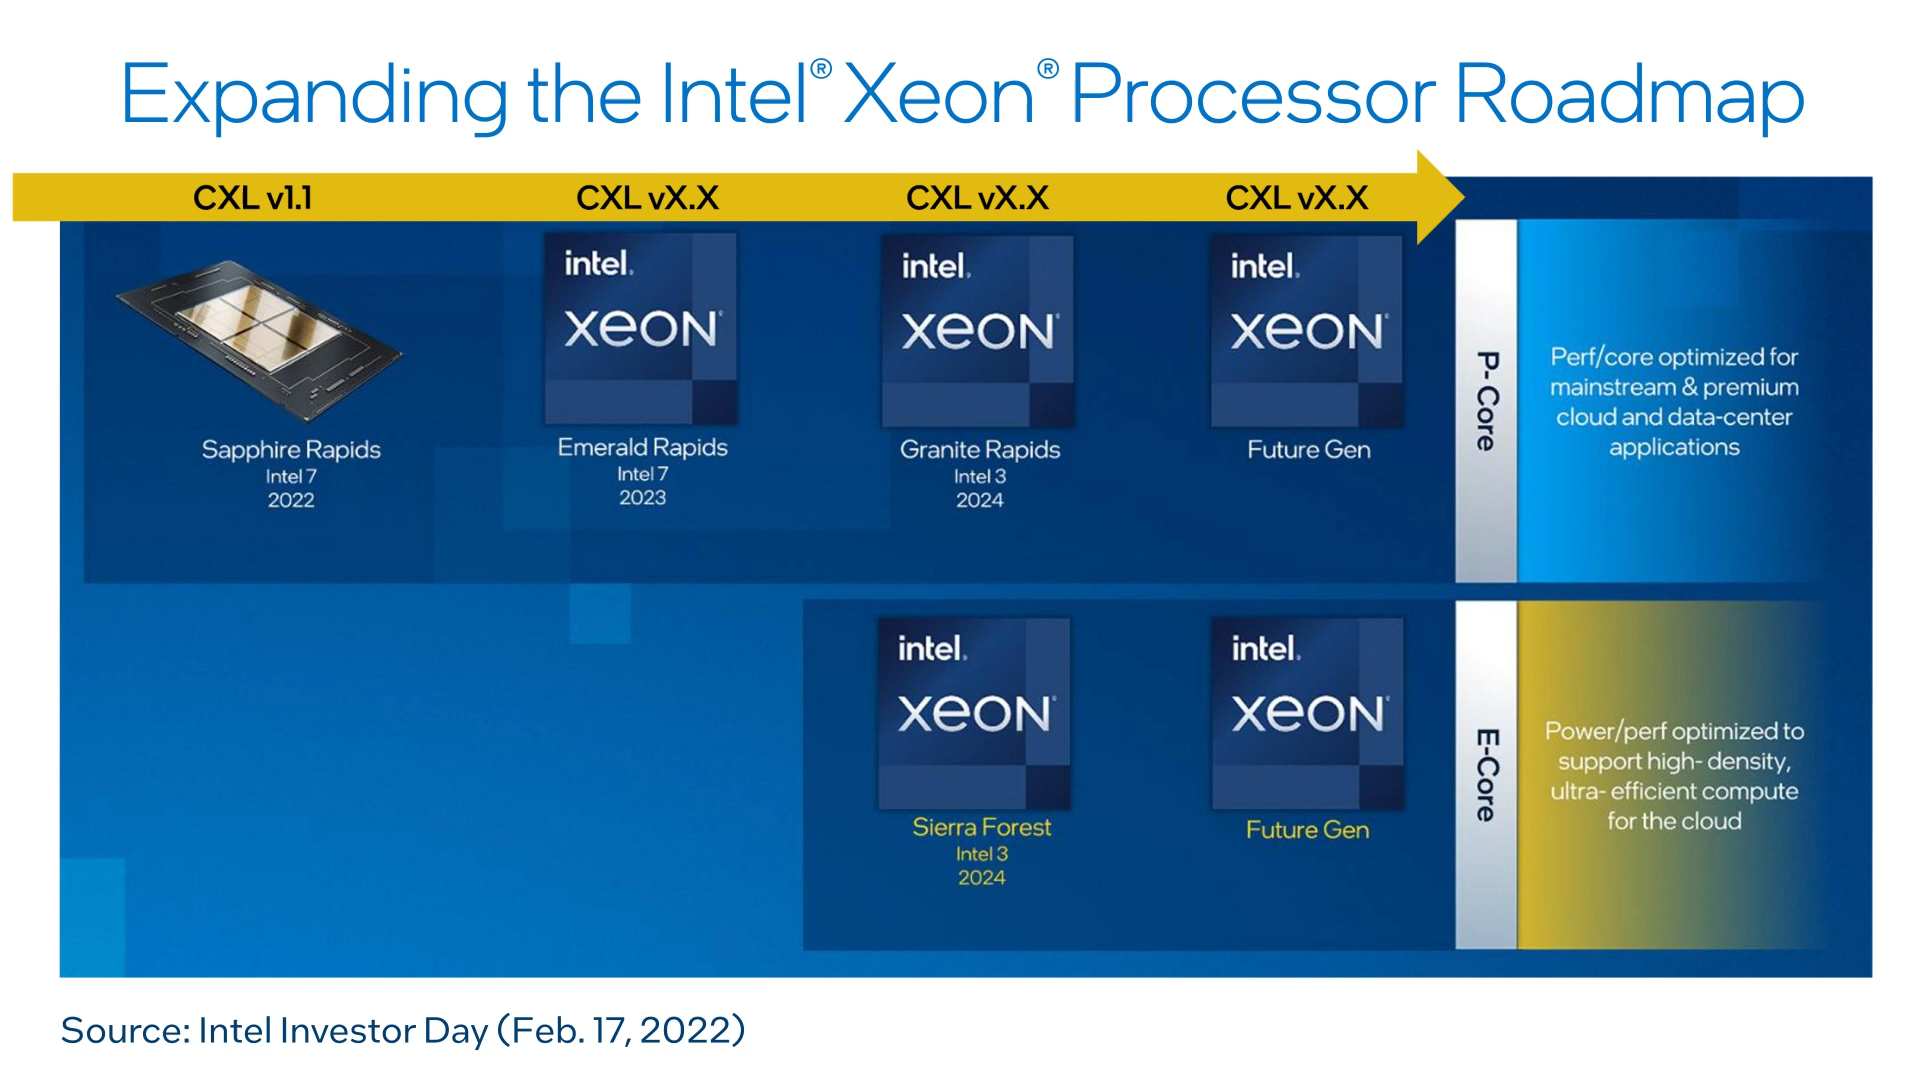 Expanding the Intel® Xeon® Processor Roadmap
CXL v1.1
CXL vX.X
CXL vX.X
CXL vX.X
Sapphire Rapids
Intel 7
2022
intel.
xeon®
Emerald Rapids
Intel 7
2023
intel.
xeon®
Granite Rapids
Intel 3
2024
intel.
xeon®
Future Gen
P- Core
Perf/core optimized for
mainstream & premium
cloud and data-center
applications
intel.
xeon®
Sierra Forest
Intel 3
2024
intel.
xeon®
Future Gen
E-Core
Power/perf optimized to
support high- density,
ultra- efficient compute
for the cloud
Source: Intel Investor Day (Feb. 17, 2022)